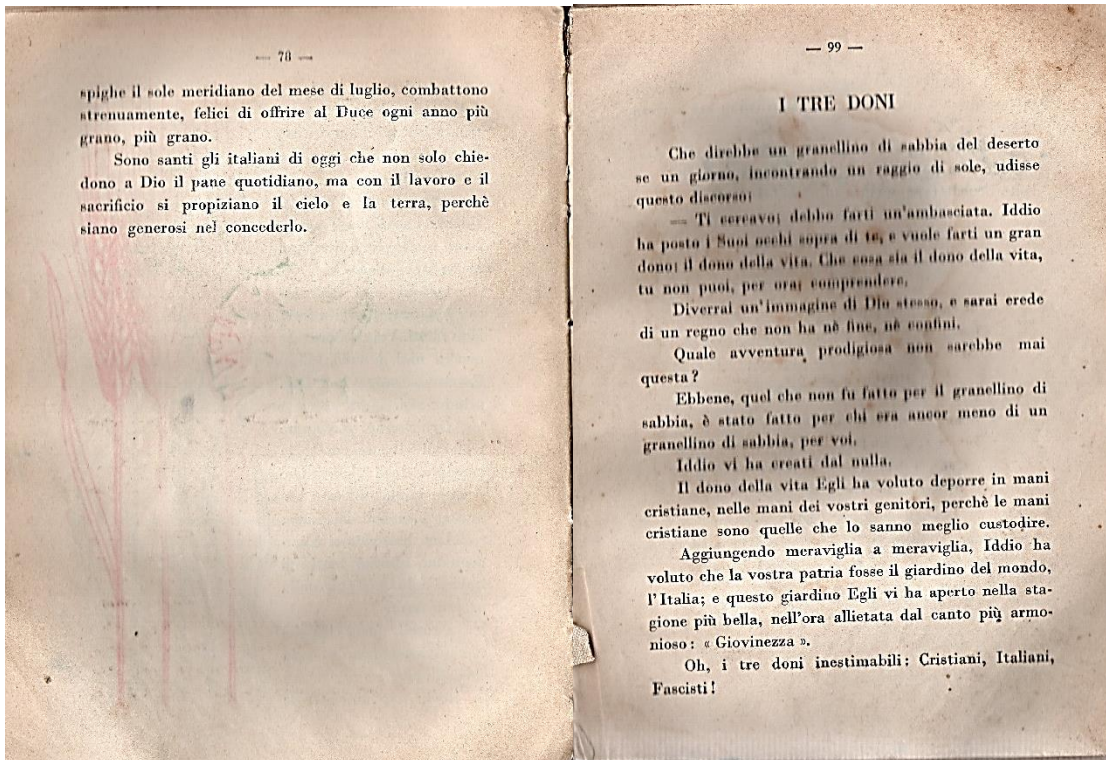 — 70 —
spighe il sole meridiano del mese di luglio, combattono
strenuamente, felici di offrire al Duce ogni anno più
grano, più grano.
Sono santi gli italiani di oggi che non solo chie-
dono a Dio il pane quotidiano, ma con il lavoro e il
sacrificio si propiziano il cielo e la terra, perchè
siano generosi nel concederlo.
— 99 —
I TRE DONI
Che direbbe un granellino di sabbia del deserto
se un giorno, incontrando un raggio di sole, udisse
questo discorso:
— Ti cercavo; debbo farti un'ambasciata. Iddio
ha posto i Suoi occhi sopra di te, e vuole farti un gran
dono: il dono della vita. Che cosa sia il dono della vita,
tu non puoi, per ora, comprendere.
Diverrai un'immagine di Dio stesso, e sarai erede
di un regno che non ha nè fine, nè confini.
Quale avventura prodigiosa non sarebbe mai
questa?
Ebbene, quel che non fu fatto per il granellino di
sabbia, è stato fatto per chi era ancor meno di un
granellino di sabbia, per voi.
Iddio vi ha creati dal nulla.
Il dono della vita Egli ha voluto deporre in mani
cristiane, nelle mani dei vostri genitori, perchè le mani
cristiane sono quelle che lo sanno meglio custodire.
Aggiungendo meraviglia a meraviglia, Iddio ha
voluto che la vostra patria fosse il giardino del mondo,
l'Italia; e questo giardino Egli vi ha aperto nella sta-
gione più bella, nell'ora allietata dal canto più armo-
nioso: « Giovinezza ».
Oh, i tre doni inestimabili: Cristiani, Italiani,
Fascisti!